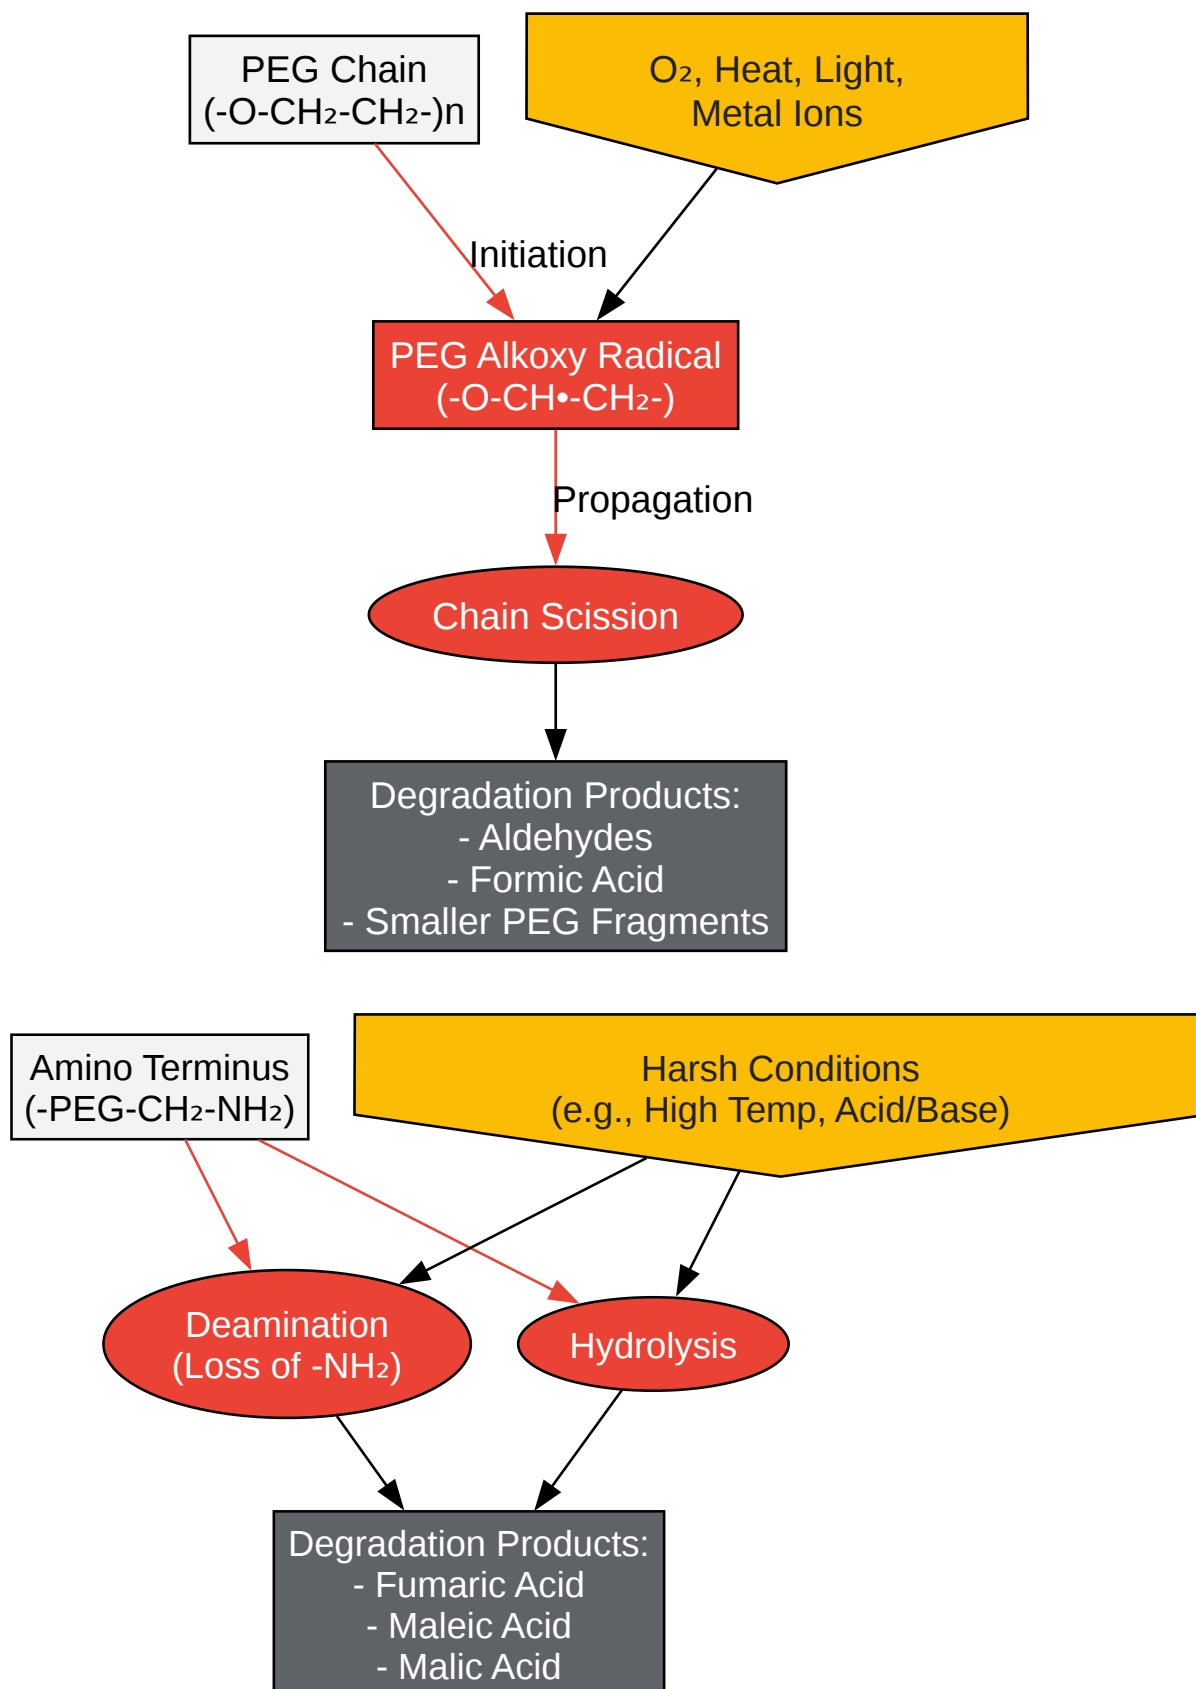 PEG Chain
(-O-CH₂-CH₂-)n
O₂, Heat, Light,
Metal Ions
Initiation
PEG Alkoxy Radical
(-O-CH•-CH₂-)
Propagation
Chain Scission
Degradation Products:
- Aldehydes
- Formic Acid
- Smaller PEG Fragments
Amino Terminus
(-PEG-CH₂-NH₂)
Harsh Conditions
(e.g., High Temp, Acid/Base)
Deamination
(Loss of -NH₂)
Hydrolysis
Degradation Products:
- Fumaric Acid
- Maleic Acid
- Malic Acid